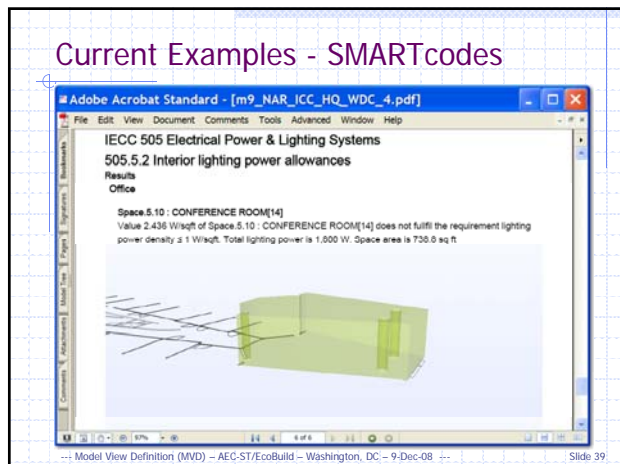 Current Examples - SMARTcodes
Adobe Acrobat Standard - [m9_NAR_ICC_HQ_WDC_4.pdf]
File Edit View Document Comments Tools Advanced Window Help
IECC 505 Electrical Power & Lighting Systems
505.5.2 Interior lighting power allowances
Results
Office
Space.5.10 : CONFERENCE ROOM[14]
Value 2.436 W/sqft of Space.5.10 : CONFERENCE ROOM[14] does not fullfil the requirement lighting
power density ≤ 1 W/sqft. Total lighting power is 1,800 W. Space area is 738.8 sq ft
Bookmarks
Signatures
Pages
Model Tree
Attachments
Comments
97%
6 of 6
--- Model View Definition (MVD) – AEC-ST/EcoBuild – Washington, DC – 9-Dec-08 ---
Slide 39